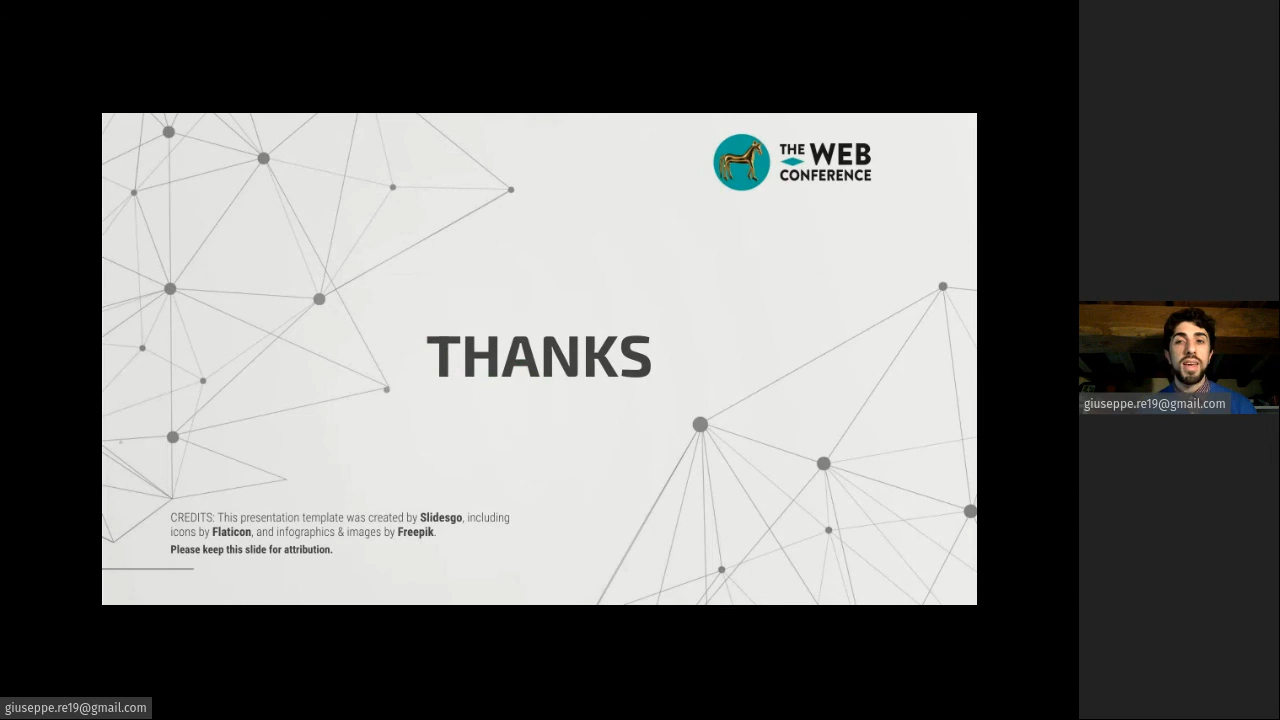 THE WEB
CONFERENCE
THANKS
CREDITS: This presentation template was created by Slidesgo, including
icons by Flaticon, and infographics & images by Freepik.
Please keep this slide for attribution.
giuseppe.re19@gmail.com
giuseppe.re19@gmail.com